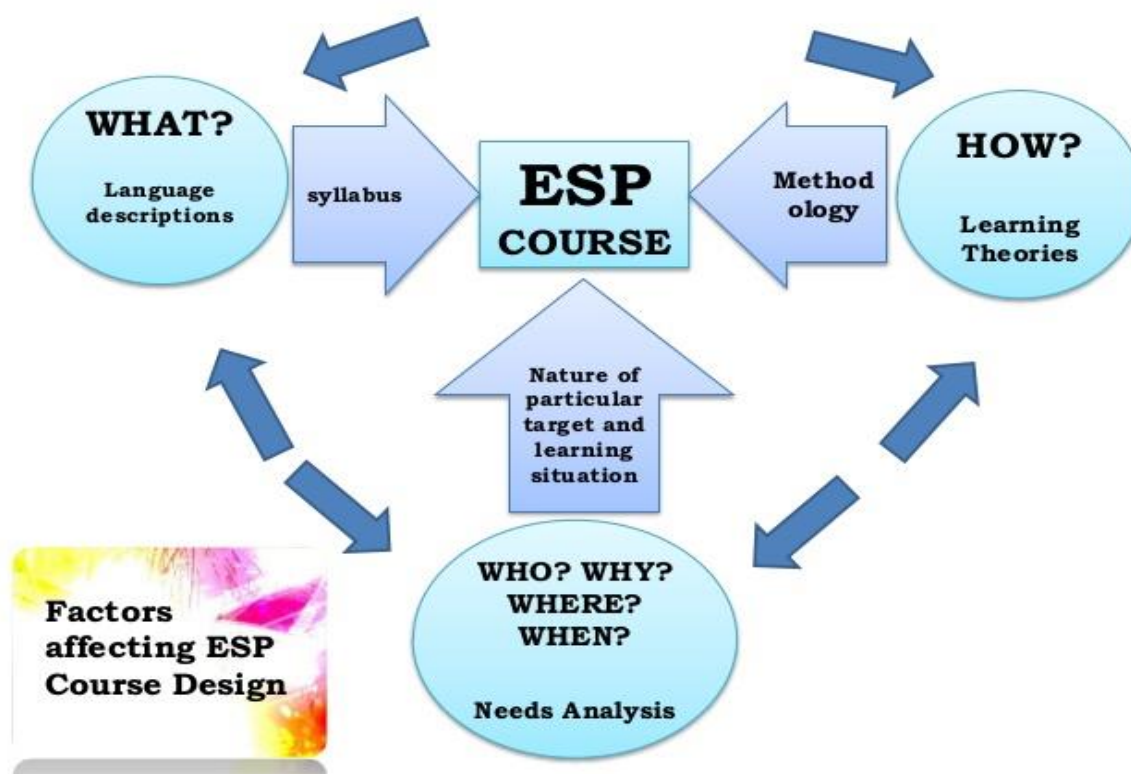 WHAT?
Language
descriptions
syllabus
ESP
COURSE
Method
ology
HOW?
Learning
Theories
Nature of
particular
target and
learning
situation
WHO? WHY?
WHERE?
WHEN?
Needs Analysis
Factors
affecting ESP
Course Design